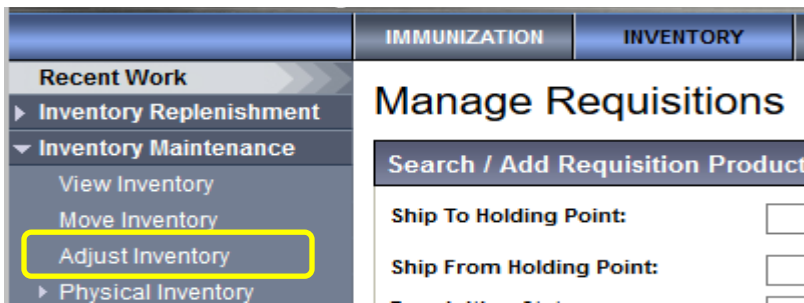 IMMUNIZATION INVENTORY
Recent Work
Inventory Replenishment
Inventory Maintenance
View Inventory
Move Inventory
Adjust Inventory
Physical Inventory
Manage Requisitions
Search / Add Requisition Product
Ship To Holding Point:
Ship From Holding Point: